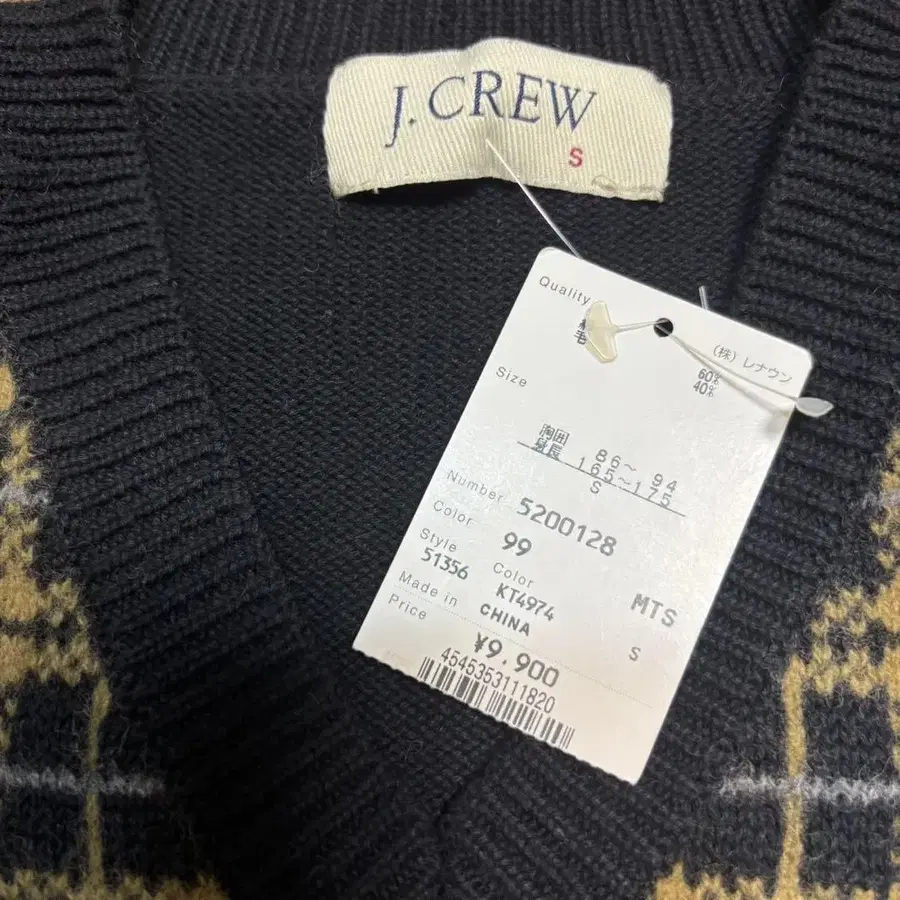 J.CREW
S
Quality
(株)レナウン
毛
60%
40%
Size
胸囲 86〜 94
身長 165〜175
S
Number 5200128
Color 99
Style Color
51356 KT4974 MTS
Made in CHINA S
Price ¥9,900
4545353111820